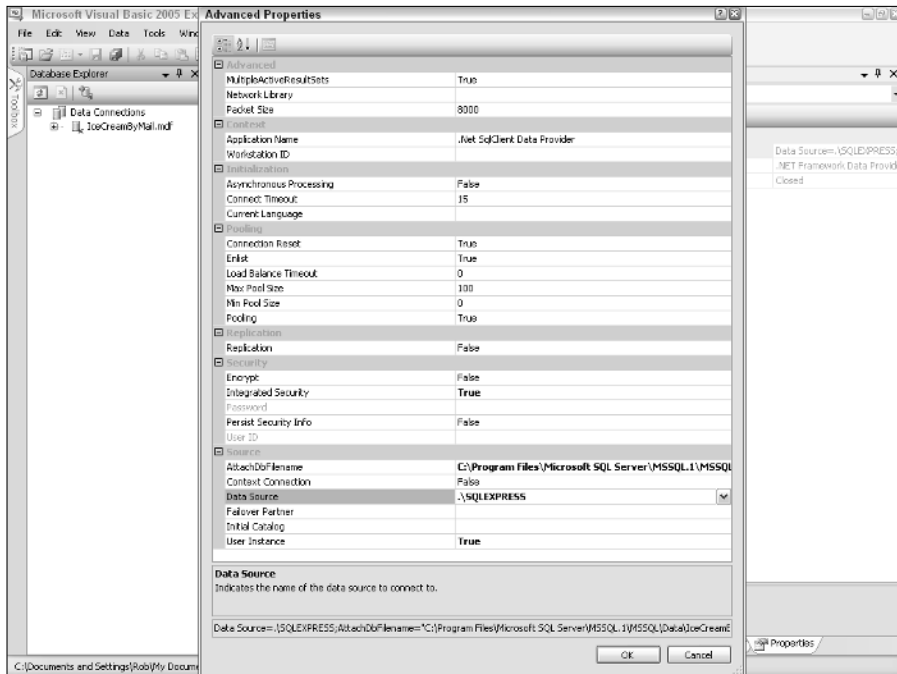 Microsoft Visual Basic 2005 Ex
Advanced Properties
File Edit View Data Tools
Database Explorer
Toolbox
Data Connections
IceCreamByMail.mdf
Advanced
MultipleActiveResultSets True
Network Library
Packet Size 8000
Context
Application Name .Net SqlClient Data Provider
Workstation ID
Initialization
Asynchronous Processing False
Connect Timeout 15
Current Language
Pooling
Connection Reset True
Enlist True
Load Balance Timeout 0
Max Pool Size 100
Min Pool Size 0
Pooling True
Replication
Replication False
Security
Encrypt False
Integrated Security True
Password
Persist Security Info False
User ID
Source
AttachDbFilename C:\Program Files\Microsoft SQL Server\MSSQL.1\MSSQL
Context Connection False
Data Source .\SQLEXPRESS
Failover Partner
Initial Catalog
User Instance True
Data Source
Indicates the name of the data source to connect to.
Data Source=.\SQLEXPRESS;AttachDbFilename="C:\Program Files\Microsoft SQL Server\MSSQL.1\MSSQL\Data\IceCreamB
OK Cancel
Data Source=.\SQLEXPRESS;
.NET Framework Data Provid
Closed
Properties
C:\Documents and Settings\Rob\My Docume